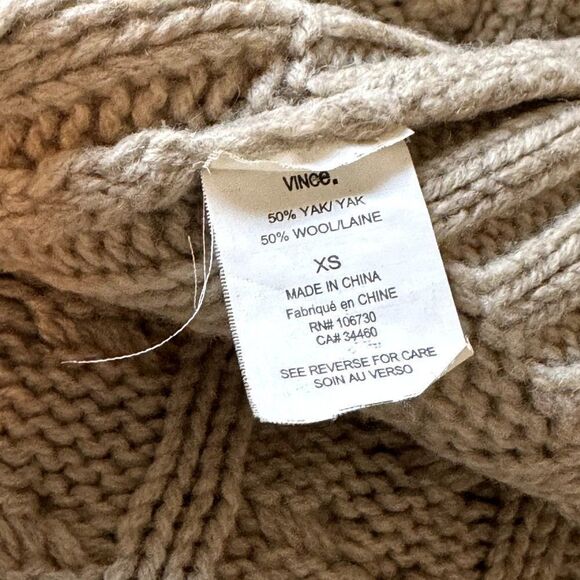 VINCE.
50% YAK/ YAK
50% WOOL/LAINE
XS
MADE IN CHINA
Fabriqué en CHINE
RN# 106730
CA# 34460
SEE REVERSE FOR CARE
SOIN AU VERSO